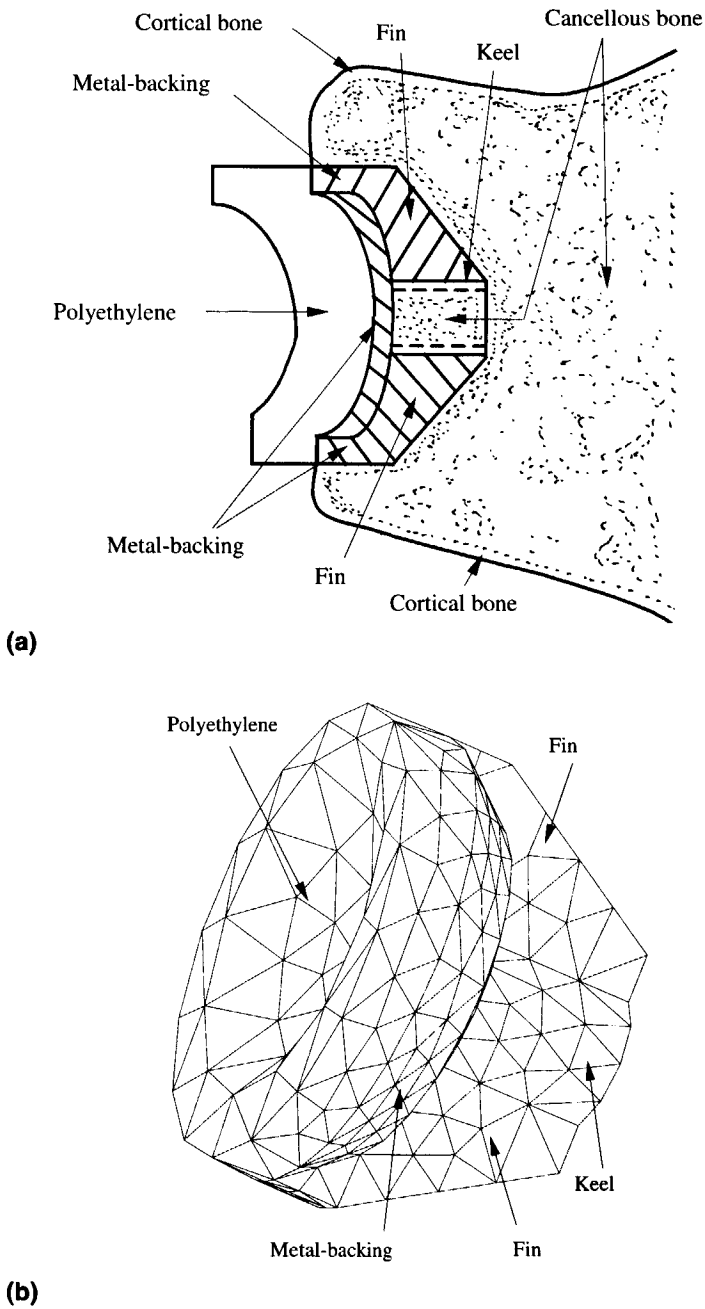 Cortical bone
Fin
Cancellous bone
Keel
Metal-backing
Polyethylene
Metal-backing
Fin
Cortical bone
(a)
Polyethylene
Fin
Keel
Metal-backing
Fin
(b)